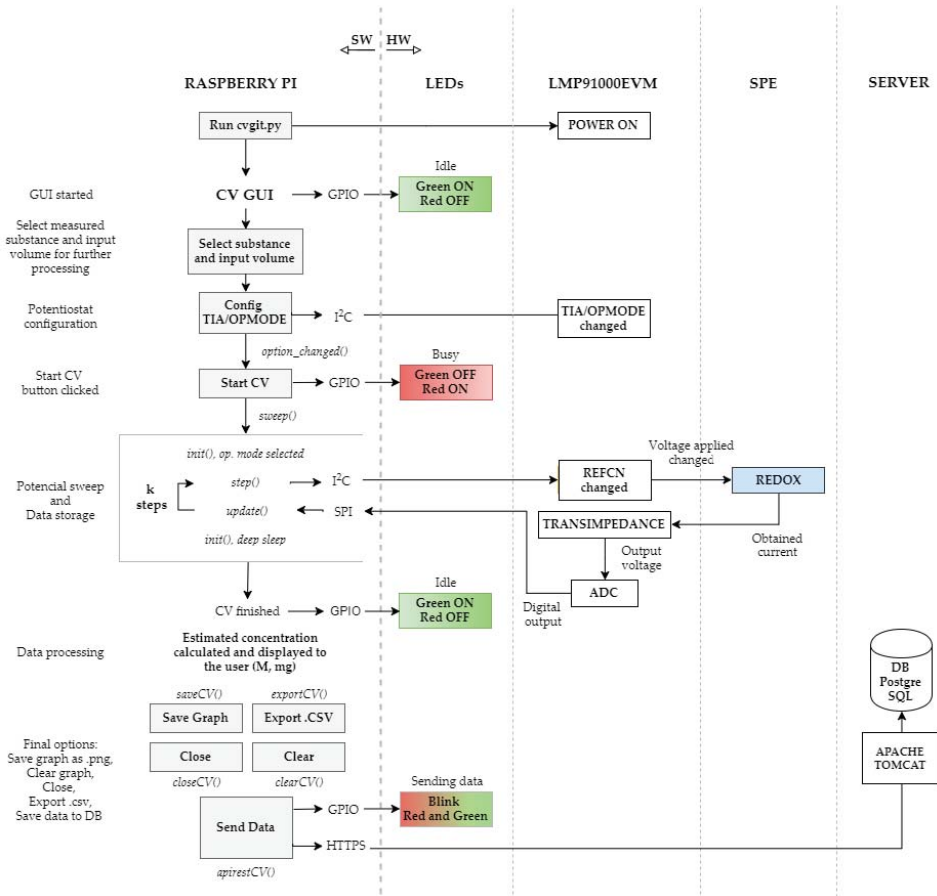 SW HW
RASPBERRY PI
LEDs
LMP91000EVM
SPE
SERVER
Run cvgit.py
POWER ON
Idle
GUI started
CV GUI
GPIO
Green ON
Red OFF
Select measured
substance and input
volume for further
processing
Select substance
and input volume
Potentiostat
configuration
Config
TIA/OPMODE
I²C
TIA/OPMODE
changed
option_changed()
Busy
Start CV
button clicked
Start CV
GPIO
Green OFF
Red ON
sweep()
Potencial sweep
and
Data storage
init(), op. mode selected
k
steps
step()
I²C
update()
SPI
init(), deep sleep
REFCN
changed
Voltage applied
changed
REDOX
TRANSIMPEDANCE
Obtained
current
Output
voltage
ADC
Digital
output
Idle
CV finished
GPIO
Green ON
Red OFF
Data processing
Estimated concentration
calculated and displayed to
the user (M, mg)
DB
Postgre
SQL
APACHE
TOMCAT
saveCV()
exportCV()
Save Graph
Export .CSV
Close
Clear
closeCV()
clearCV()
Final options:
Save graph as .png,
Clear graph,
Close,
Export .csv,
Save data to DB
Sending data
Send Data
GPIO
Blink
Red and Green
HTTPS
apirestCV()